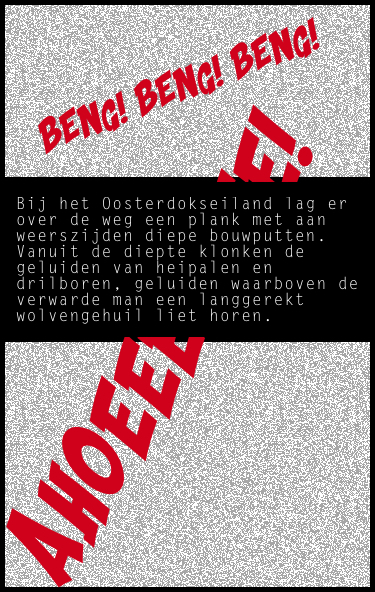 BENG! BENG! BENG!
Bij het Oosterdokseiland lag er
over de weg een plank met aan
weerszijden diepe bouwputten.
Vanuit de diepte klonken de
geluiden van heipalen en
drilboren, geluiden waarboven de
verwarde man een langgerekt
wolvengehuil liet horen.